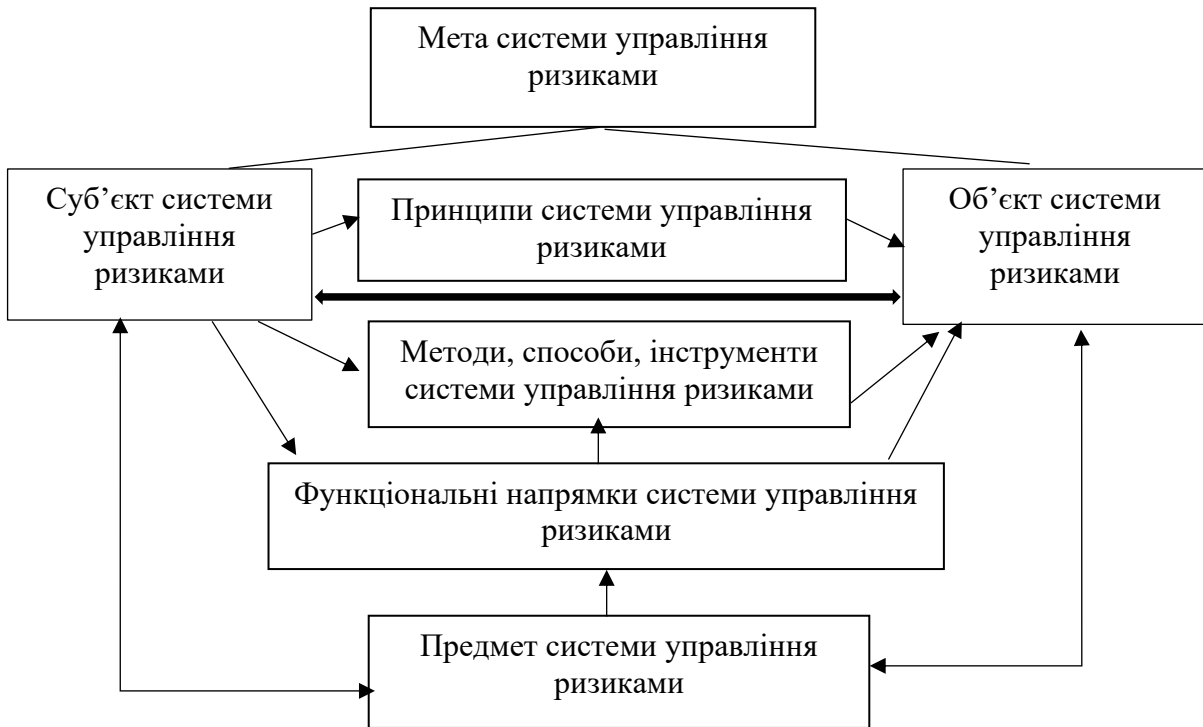 Мета системи управління
ризиками
Суб’єкт системи
управління
ризиками
Принципи системи управління
ризиками
Об’єкт системи
управління
ризиками
Методи, способи, інструменти
системи управління ризиками
Функціональні напрямки системи управління
ризиками
Предмет системи управління
ризиками